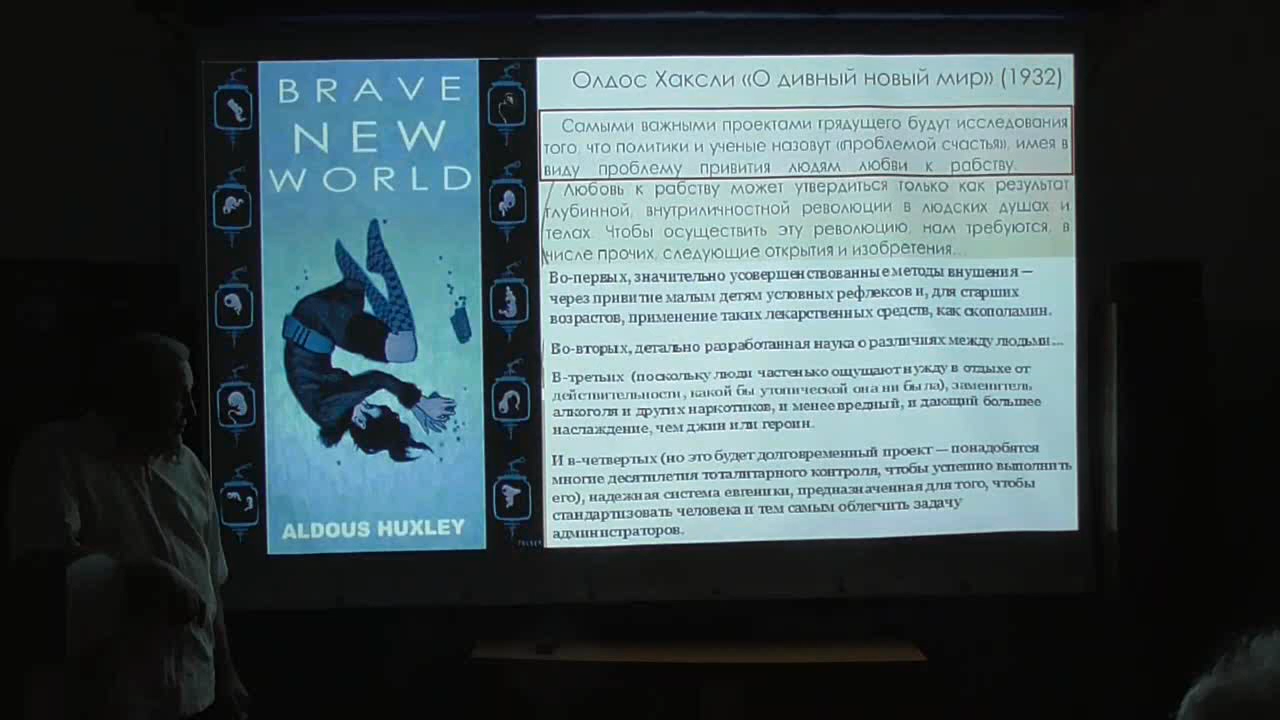 BRAVE
NEW
WORLD
ALDOUS HUXLEY
Олдос Хаксли «О дивный новый мир» (1932)
Самыми важными проектами грядущего будут исследования
того, что политики и ученые назовут «проблемой счастья», имея в
виду проблему привития людям любви к рабству.
Любовь к рабству может утвердиться только как результат
глубинной, внутриличностной революции в людских душах и
телах. Чтобы осуществить эту революцию, нам требуются, в
числе прочих, следующие открытия и изобретения...
Во-первых, значительно усовершенствованные методы внушения —
через привитие малым детям условных рефлексов и, для старших
возрастов, применение таких лекарственных средств, как скополамин.
Во-вторых, детально разработанная наука о различиях между людьми...
В-третьих (поскольку люди частенько ощущают нужду в отдыхе от
действительности, какой бы утопической она ни была), заменитель
алкоголя и других наркотиков, и менее вредный, и дающий большее
наслаждение, чем джин или героин.
И в-четвертых (но это будет долговременный проект — понадобятся
многие десятилетия тоталитарного контроля, чтобы успешно выполнить
его), надежная система евгеники, предназначенная для того, чтобы
стандартизовать человека и тем самым облегчить задачу
администраторов.